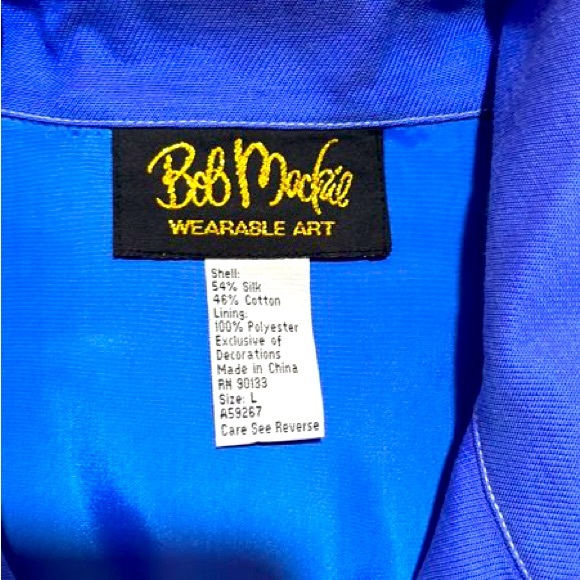 Bob Mackie
WEARABLE ART
Shell:
54% Silk
46% Cotton
Lining:
100% Polyester
Exclusive of
Decorations
Made in China
RN 90133
Size: L
A59267
Care See Reverse